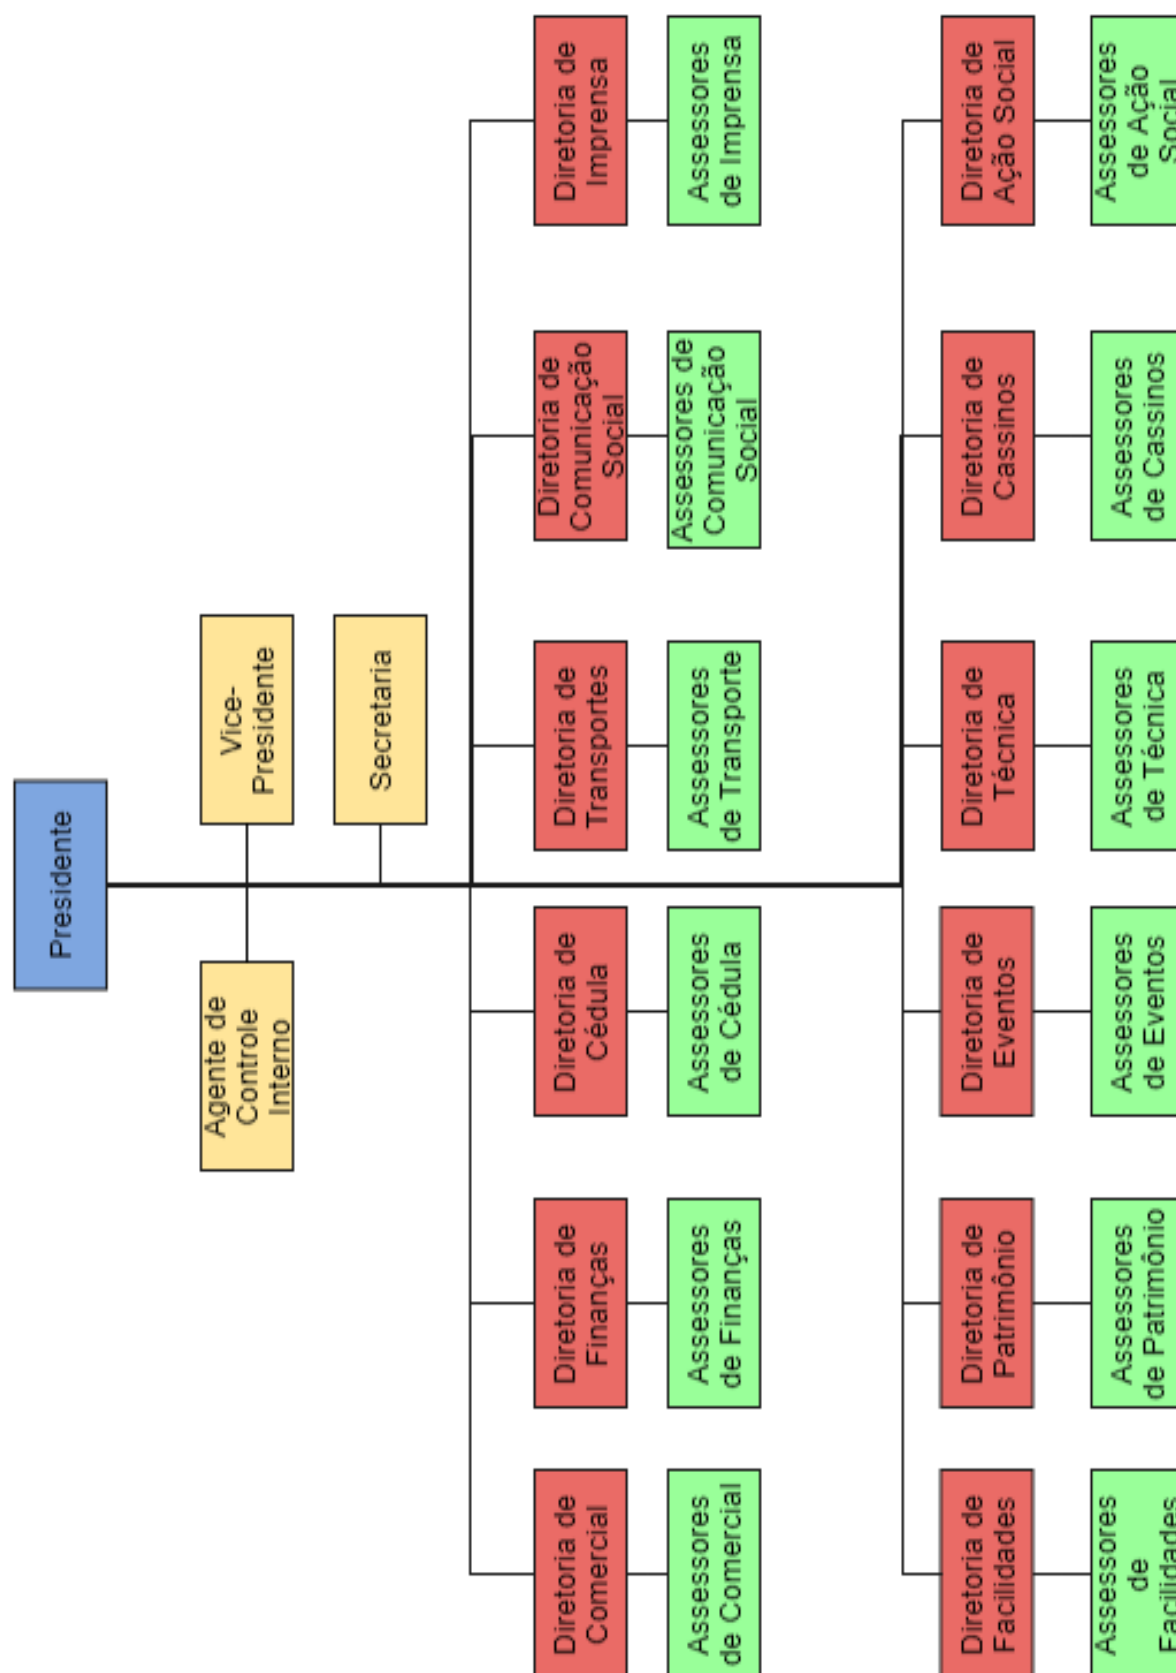 Presidente
Agente de
Controle
Interno
Vice-
Presidente
Secretaria
Diretoria de
Comercial
Diretoria de
Finanças
Diretoria de
Cédula
Diretoria de
Transportes
Diretoria de
Comunicação
Social
Diretoria de
Imprensa
Assessores
de Comercial
Assessores
de Finanças
Assessores
de Cédula
Assessores
de Transporte
Assessores de
Comunicação
Social
Assessores
de Imprensa
Diretoria de
Facilidades
Diretoria de
Patrimônio
Diretoria de
Eventos
Diretoria de
Técnica
Diretoria de
Cassinos
Diretoria de
Ação Social
Assessores
de
Facilidades
Assessores
de Patrimônio
Assessores
de Eventos
Assessores
de Técnica
Assessores
de Cassinos
Assessores
de Ação
Social